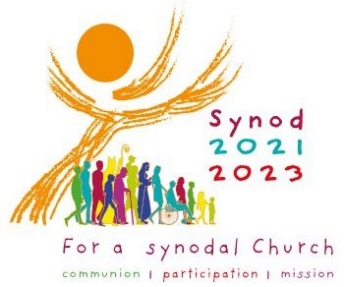 Synod
2021
2023
For a synodal Church
communion | participation | mission